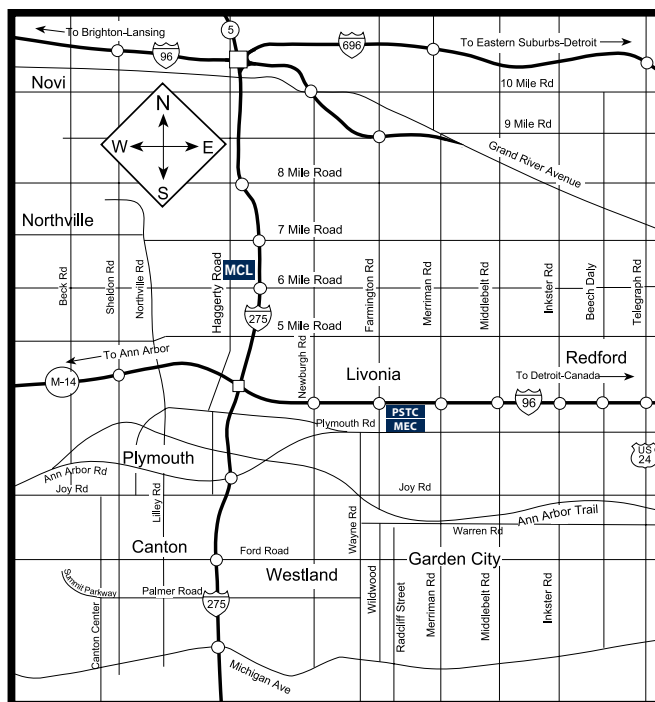 To Brighton-Lansing
5
96
696
To Eastern Suburbs-Detroit
Novi
10 Mile Rd
9 Mile Rd
Grand River Avenue
N
W
E
S
8 Mile Road
Northville
7 Mile Road
Beck Rd
Sheldon Rd
Northville Rd
Haggerty Road
MCL
6 Mile Road
Farmington Rd
Merriman Rd
Middlebelt Rd
Inkster Rd
Beech Daly
Telegraph Rd
275
5 Mile Road
To Ann Arbor
Newburgh Rd
Livonia
Redford
M-14
To Detroit-Canada
96
PSTC
MEC
Plymouth Rd
US
24
Plymouth
Ann Arbor Rd
Joy Rd
Lilley Rd
Joy Rd
Ann Arbor Trail
Wayne Rd
Warren Rd
Canton
Ford Road
Garden City
Westland
Summit Parkway
Palmer Road
275
Canton Center
Wildwood
Radcliff Street
Merriman Rd
Middlebelt Rd
Inkster Rd
Michigan Ave